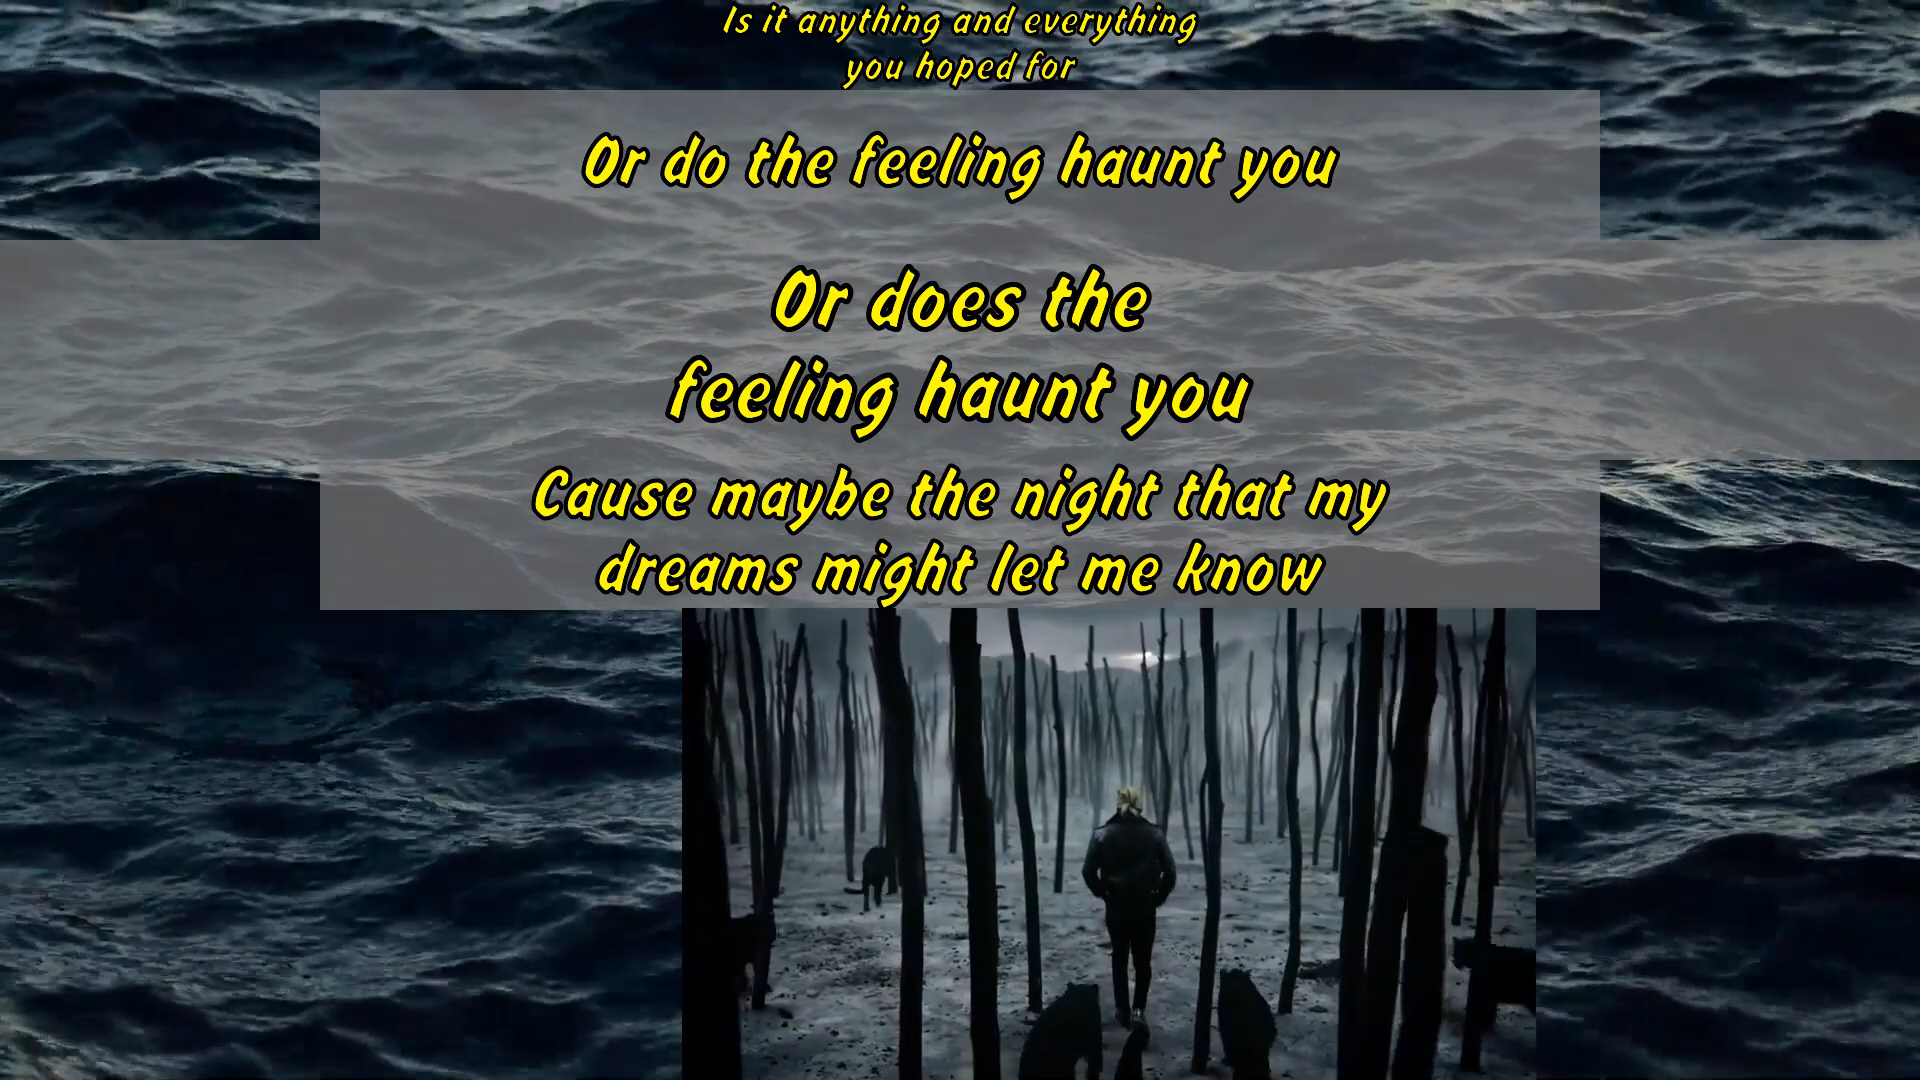 Is it anything and everything
you hoped for
Or do the feeling haunt you
Or does the
feeling haunt you
Cause maybe the night that my
dreams might let me know